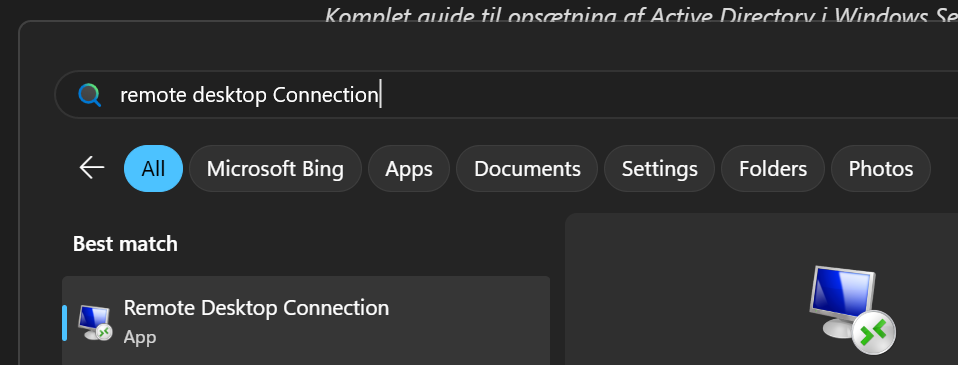 Komplet guide til opsætning af Active Directory i Windows Se
remote desktop Connection
All Microsoft Bing Apps Documents Settings Folders Photos
Best match
Remote Desktop Connection
App